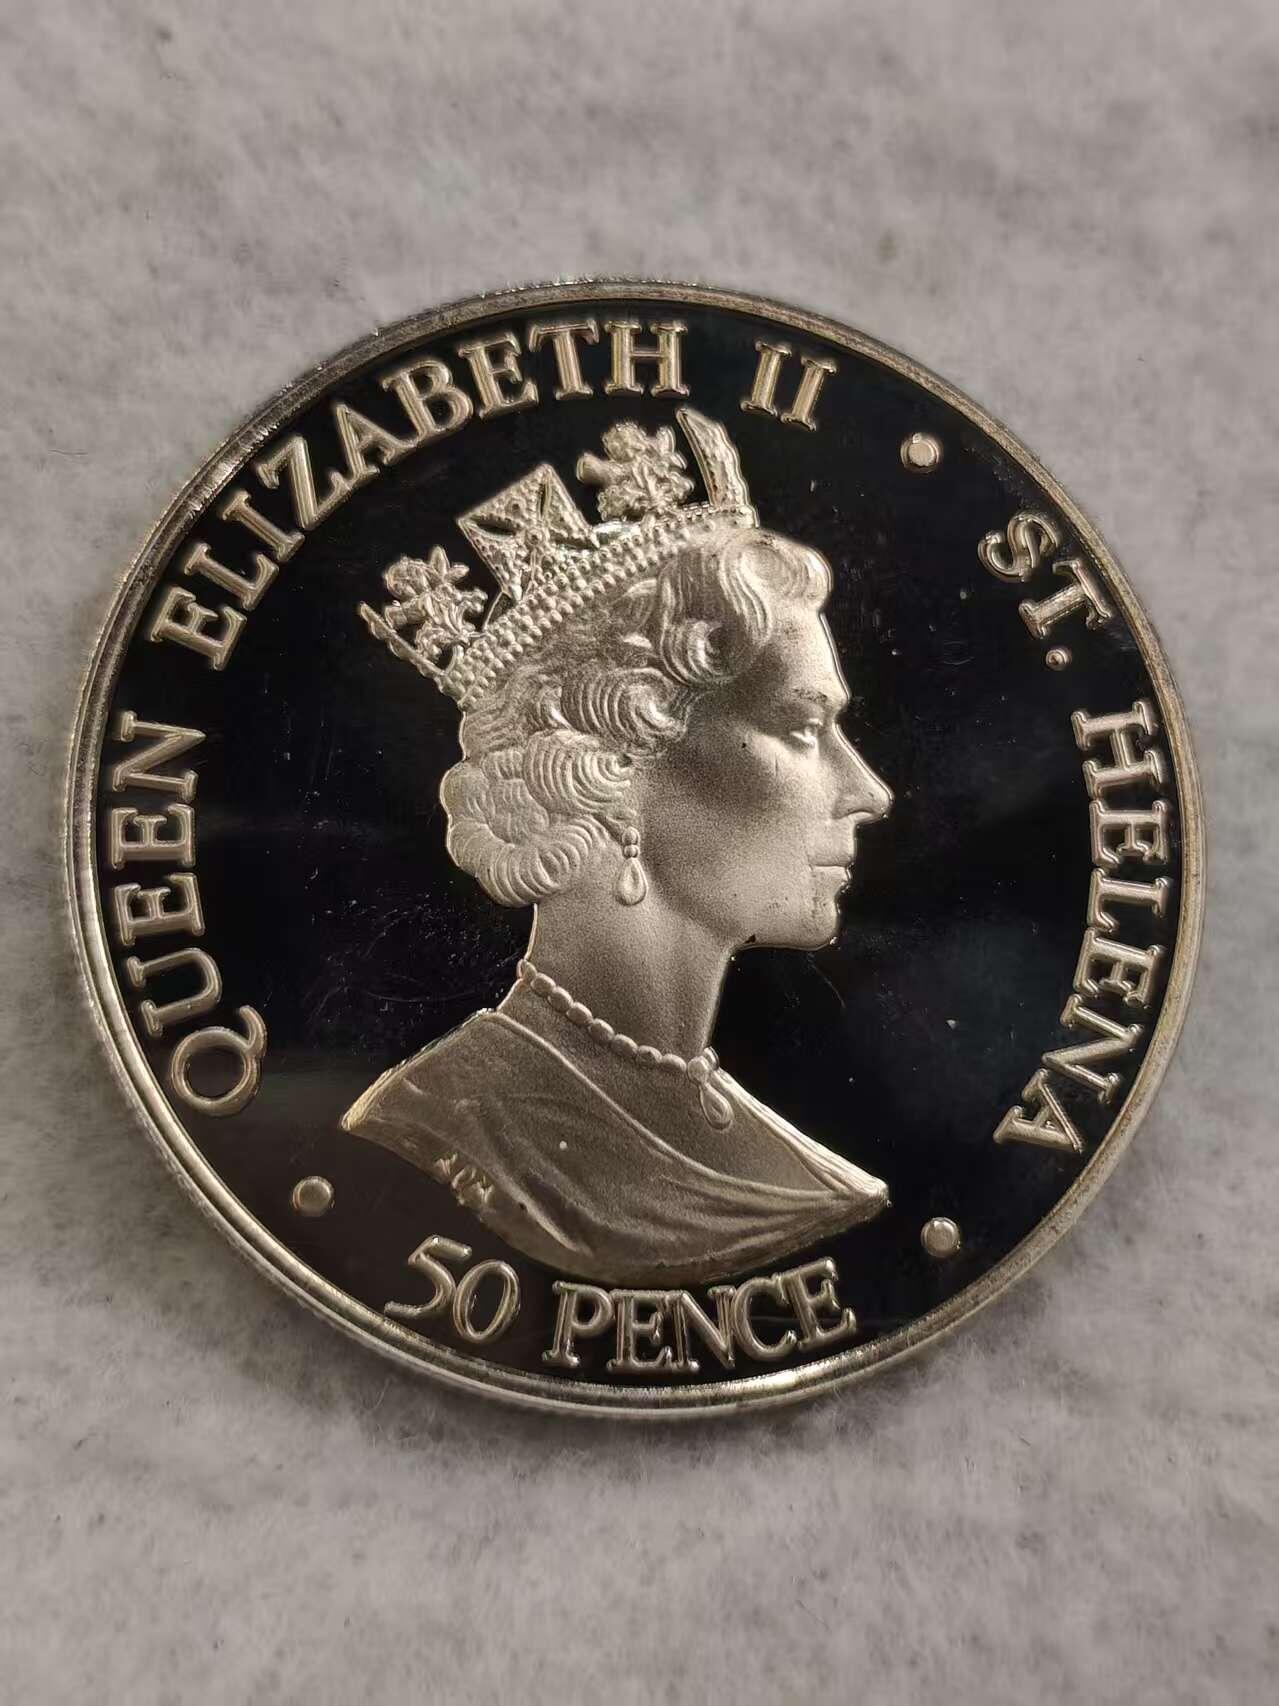 QUEEN ELIZABETH II • ST. HELENA
• 50 PENCE •